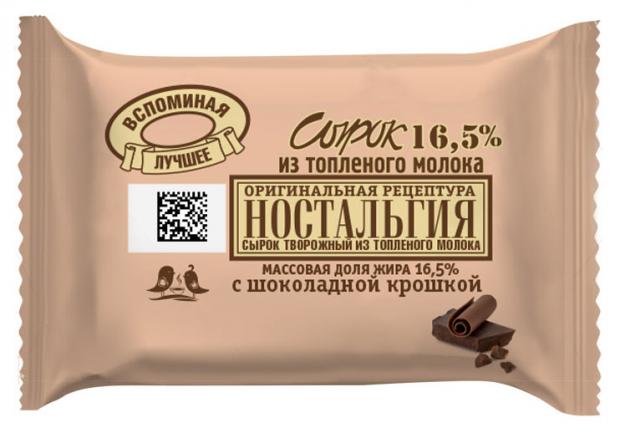 ВСПОМИНАЯ
ЛУЧШЕЕ
Сырок 16,5%
ИЗ ТОПЛЕНОГО МОЛОКА
ОРИГИНАЛЬНАЯ РЕЦЕПТУРА
НОСТАЛЬГИЯ
СЫРОК ТВОРОЖНЫЙ ИЗ ТОПЛЕНОГО МОЛОКА
МАССОВАЯ ДОЛЯ ЖИРА 16,5%
С ШОКОЛАДНОЙ КРОШКОЙ